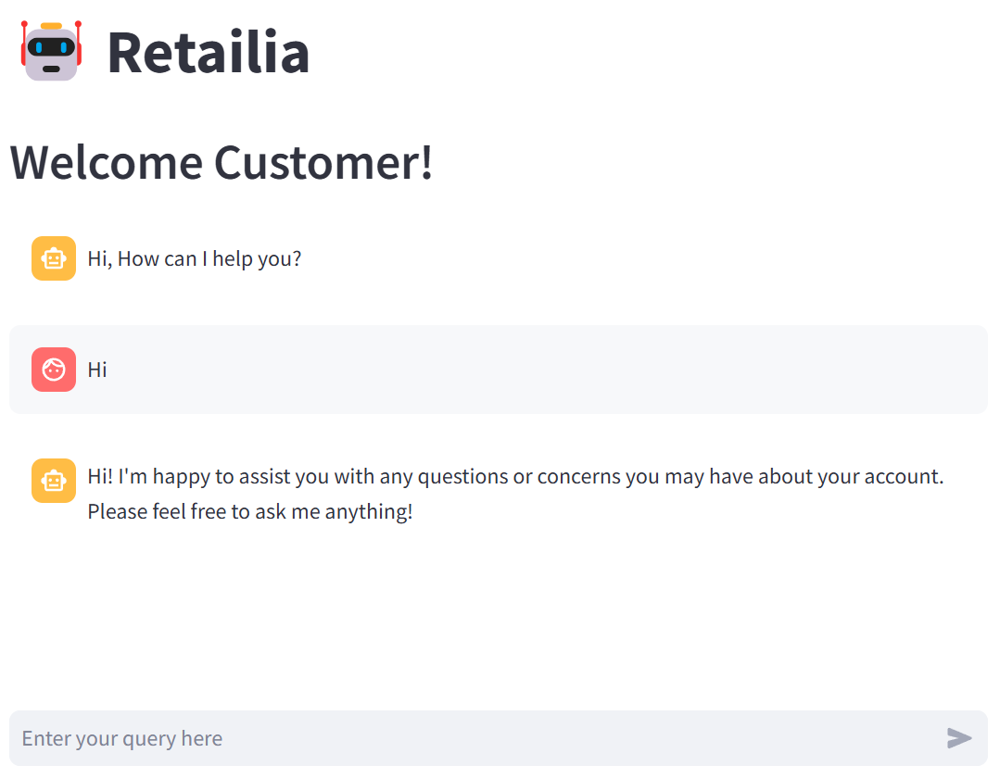 Retailia
Welcome Customer!
Hi, How can I help you?
Hi
Hi! I'm happy to assist you with any questions or concerns you may have about your account.
Please feel free to ask me anything!
Enter your query here